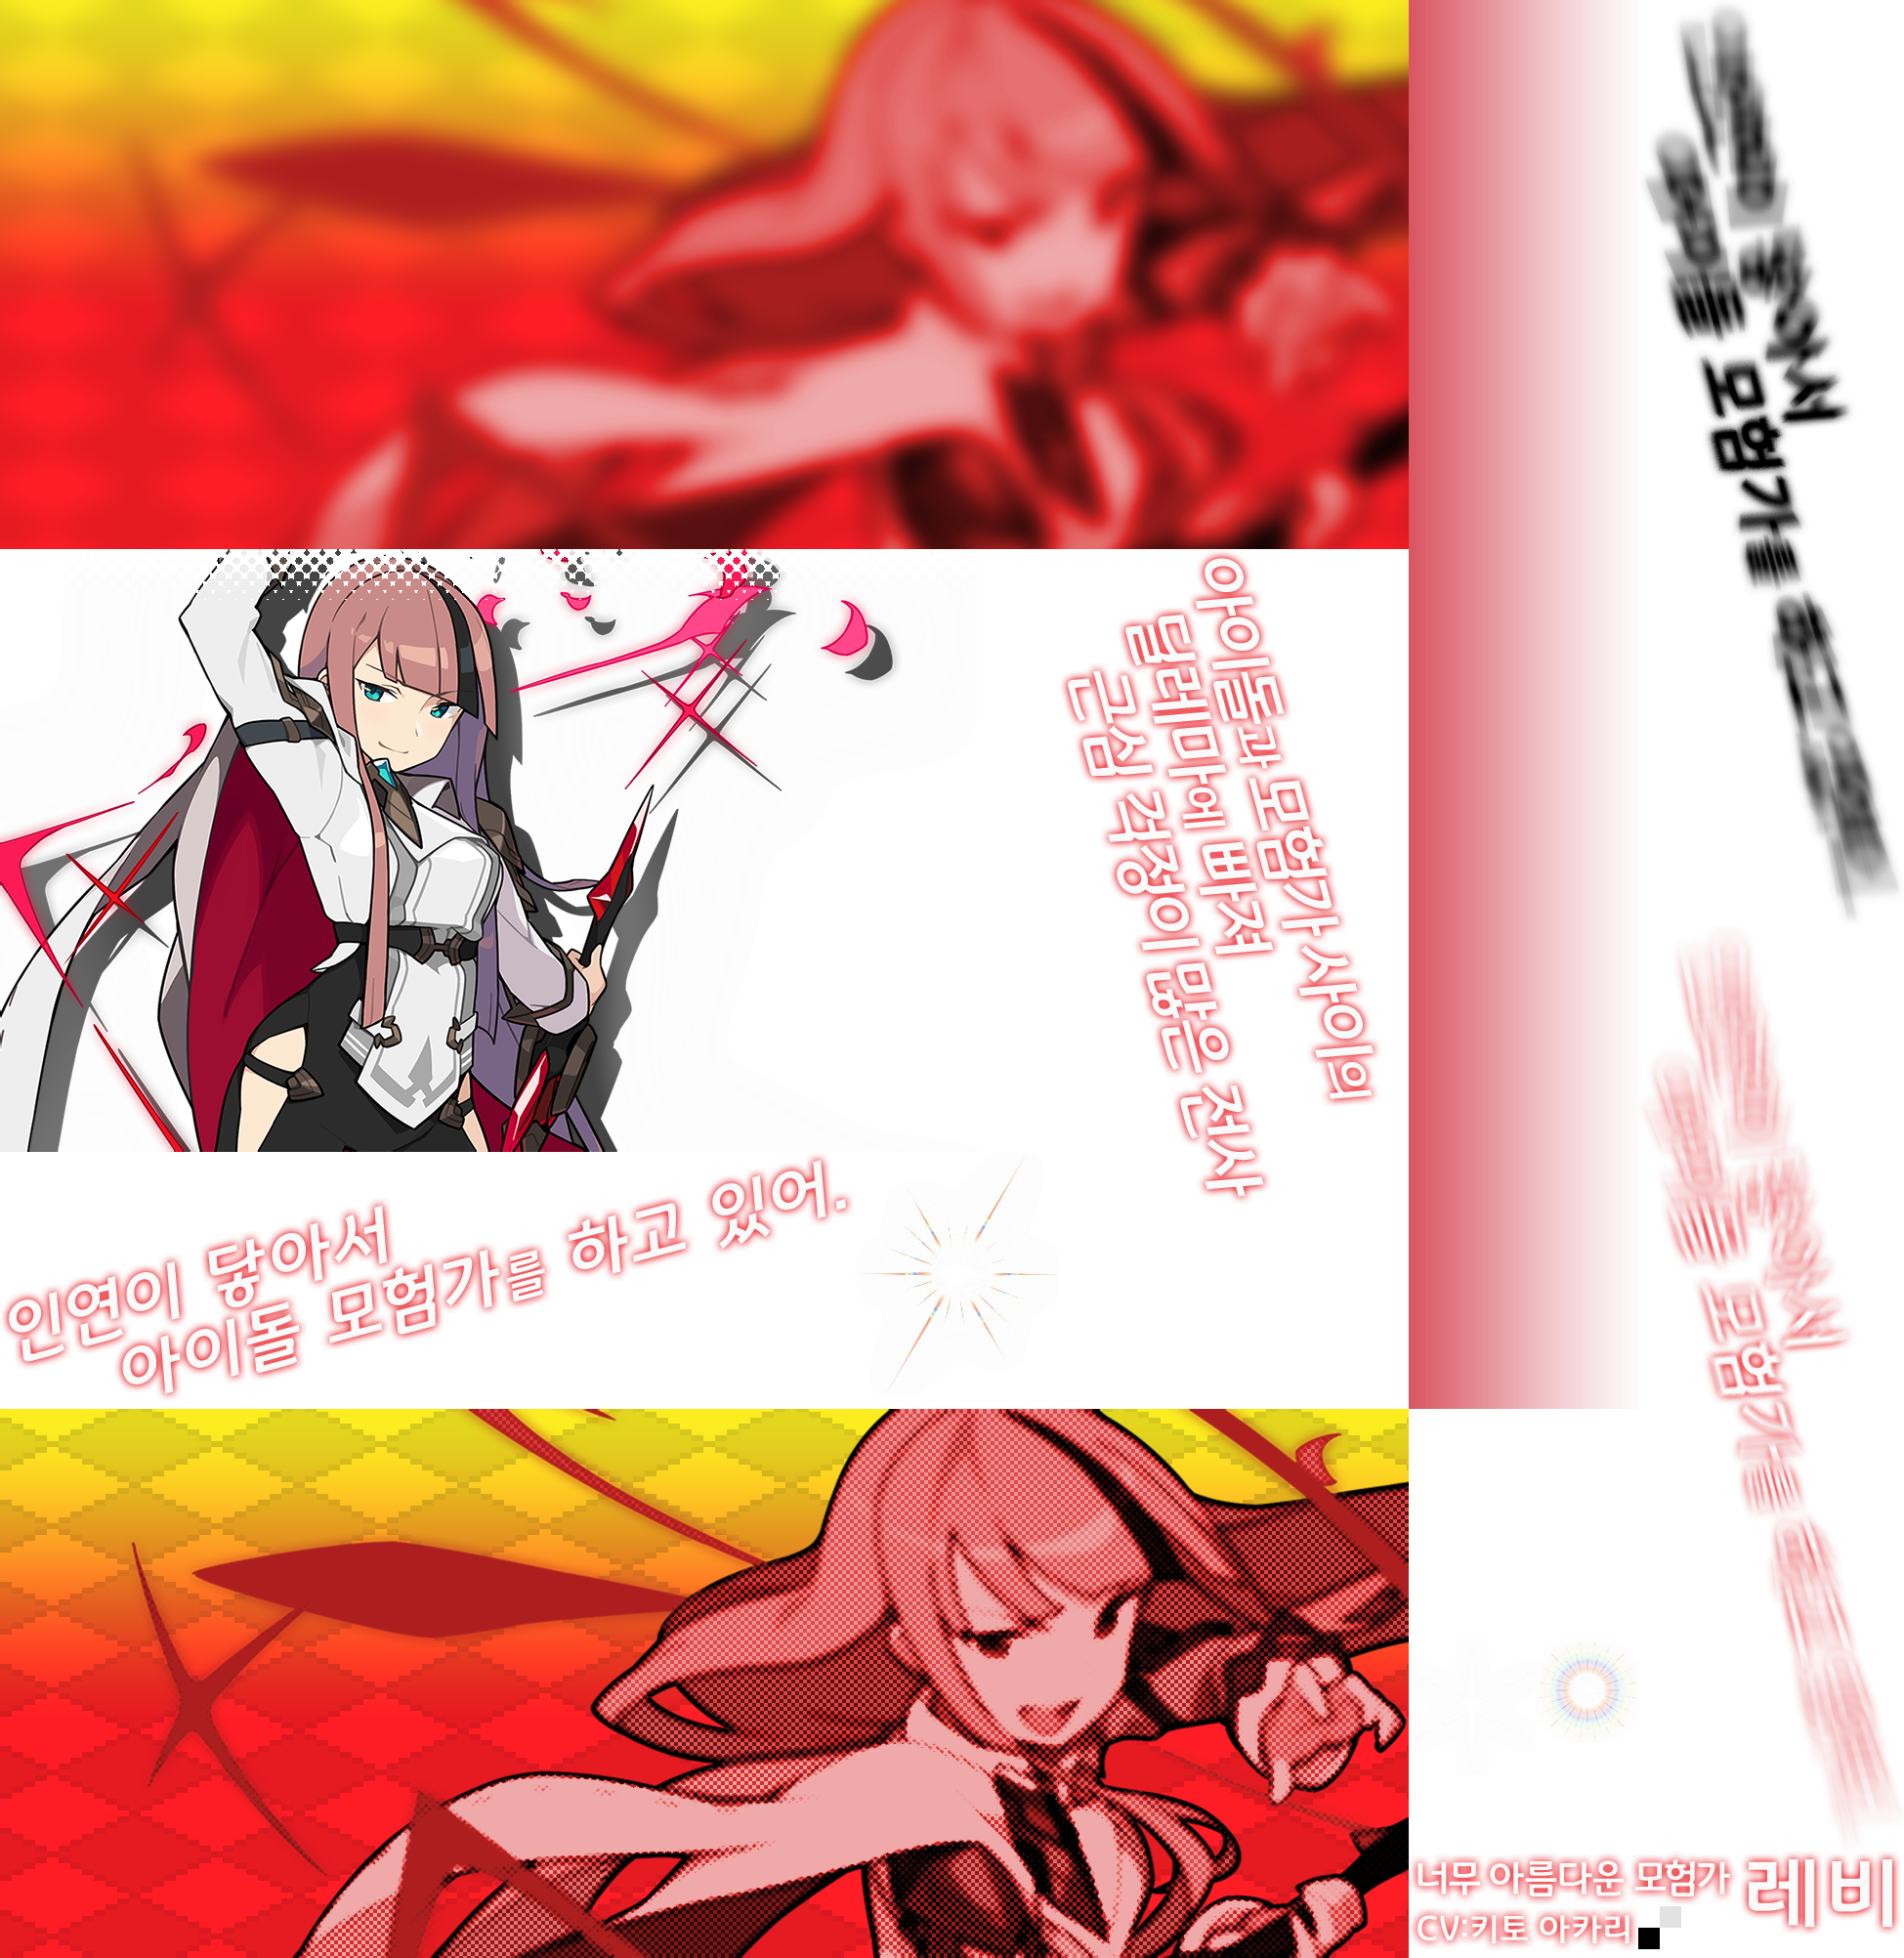 아이돌과 모험가 사이의
딜레마에 빠져
근심 걱정이 많은 전사
인연이 닿아서
아이돌 모험가를 하고 있어.
너무 아름다운 모험가 레비
CV:키토 아카리